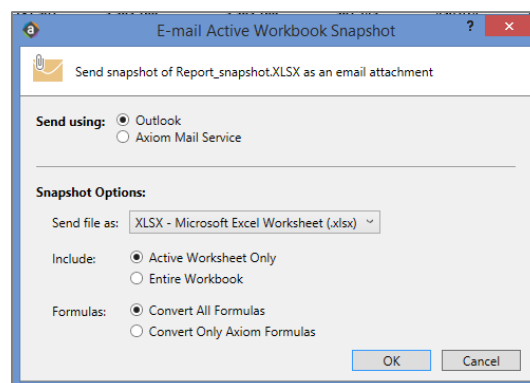 E-mail Active Workbook Snapshot
? ×
Send snapshot of Report_snapshot.XLSX as an email attachment
Send using: Outlook
Axiom Mail Service
Snapshot Options:
Send file as: XLSX - Microsoft Excel Worksheet (.xlsx)
Include: Active Worksheet Only
Entire Workbook
Formulas: Convert All Formulas
Convert Only Axiom Formulas
OK Cancel